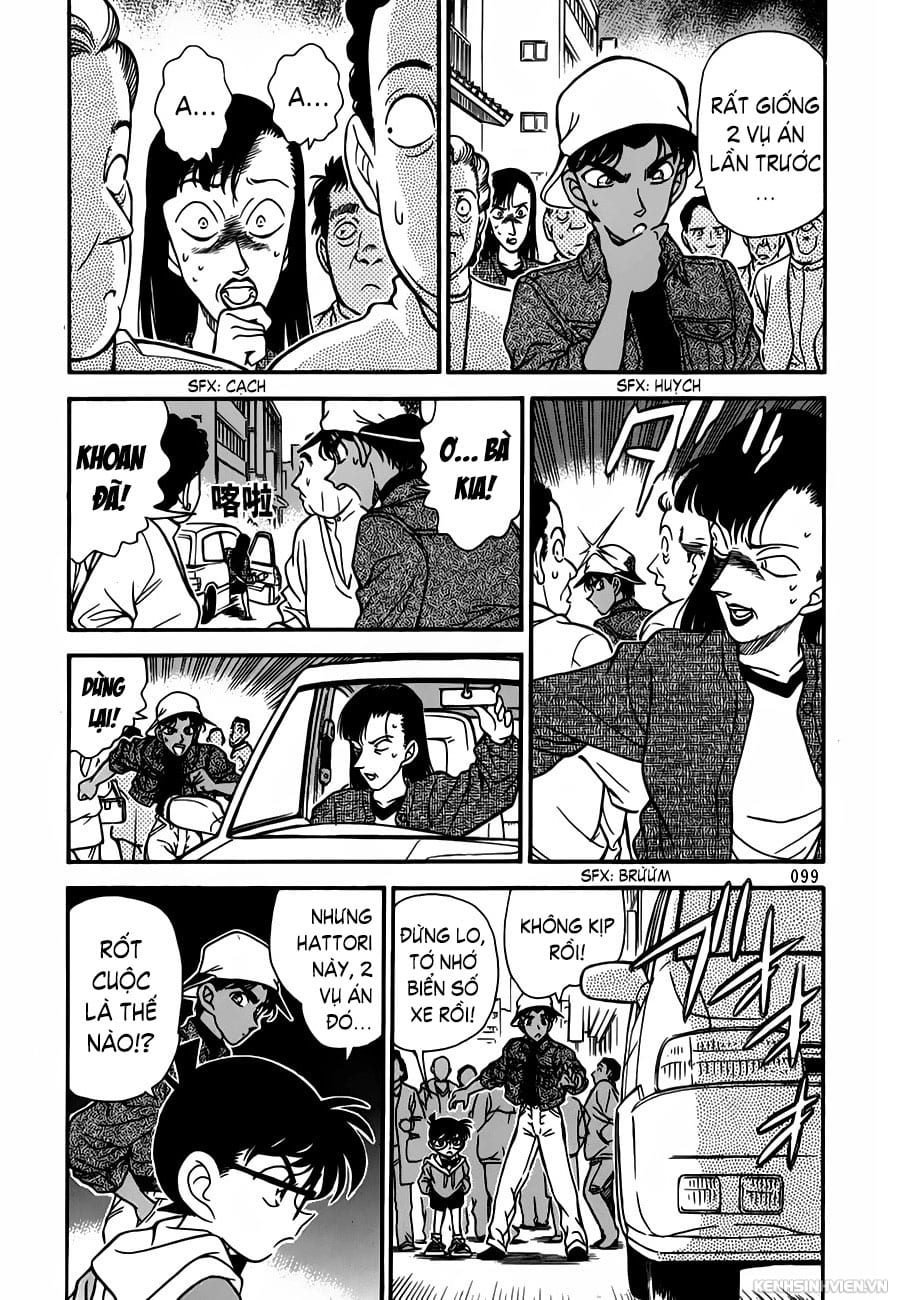 RẤT GIỐNG
2 VỤ ÁN
LẦN TRƯỚC
...
A...
A...
SFX: HUỴCH
SFX: CẠCH
Ơ... BÀ
KIA!
喀啦
KHOAN
ĐÃ!
DỪNG
LẠI!
SFX: BRỪỪM
099
KHÔNG KỊP
RỒI!
ĐỪNG LO,
TỚ NHỚ
BIỂN SỐ
XE RỒI!
NHƯNG
HATTORI
NÀY, 2
VỤ ÁN
ĐÓ...
RỐT
CUỘC
LÀ THẾ
NÀO!?
KENHSINHVIEN.VN